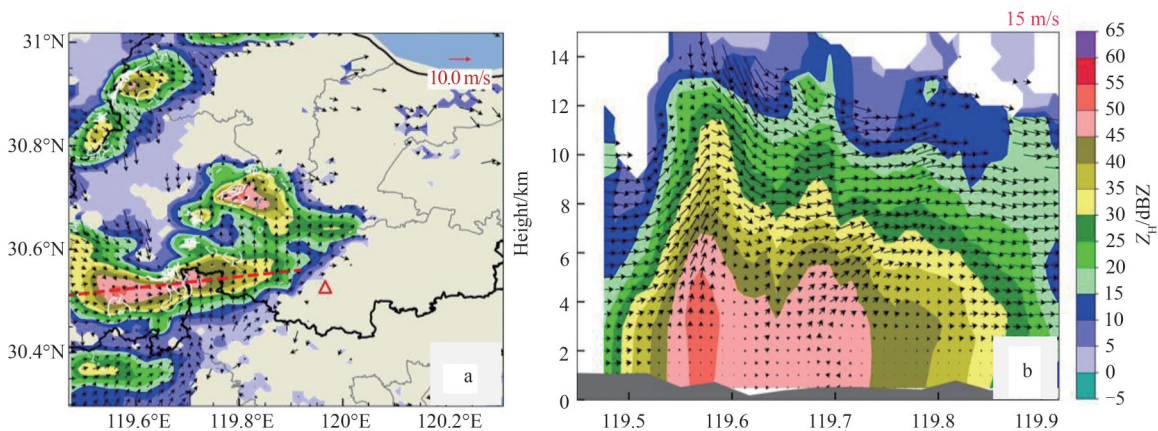 31°N
30.8°N
30.6°N
30.4°N
119.6°E
119.8°E
120°E
120.2°E
10.0 m/s
a
15 m/s
Height/km
14
12
10
8
6
4
2
0
119.5
119.6
119.7
119.8
119.9
b
65
60
55
50
45
40
35
30
25
20
15
10
5
0
−5
Z_H/dBZ